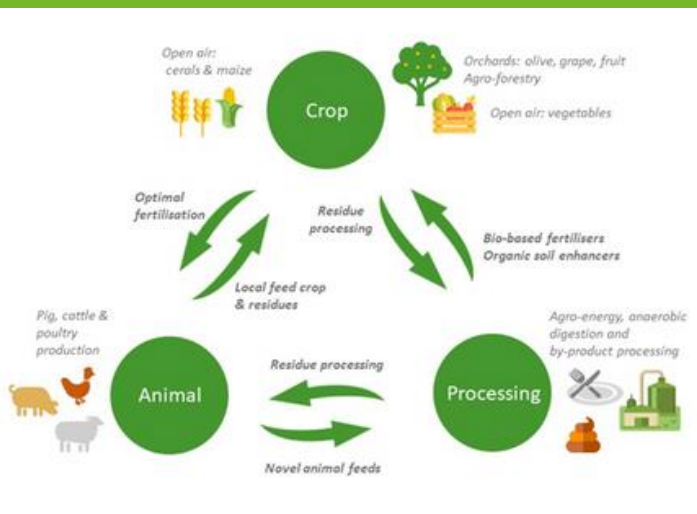 Open air:
cerals & maize
Crop
Orchards: olive, grape, fruit
Agro-forestry
Open air: vegetables
Optimal
fertilisation
Residue
processing
Bio-based fertilisers
Organic soil enhancers
Local feed crop
& residues
Pig, cattle &
poultry
production
Animal
Residue processing
Novel animal feeds
Agro-energy, anaerobic
digestion and
by-product processing
Processing